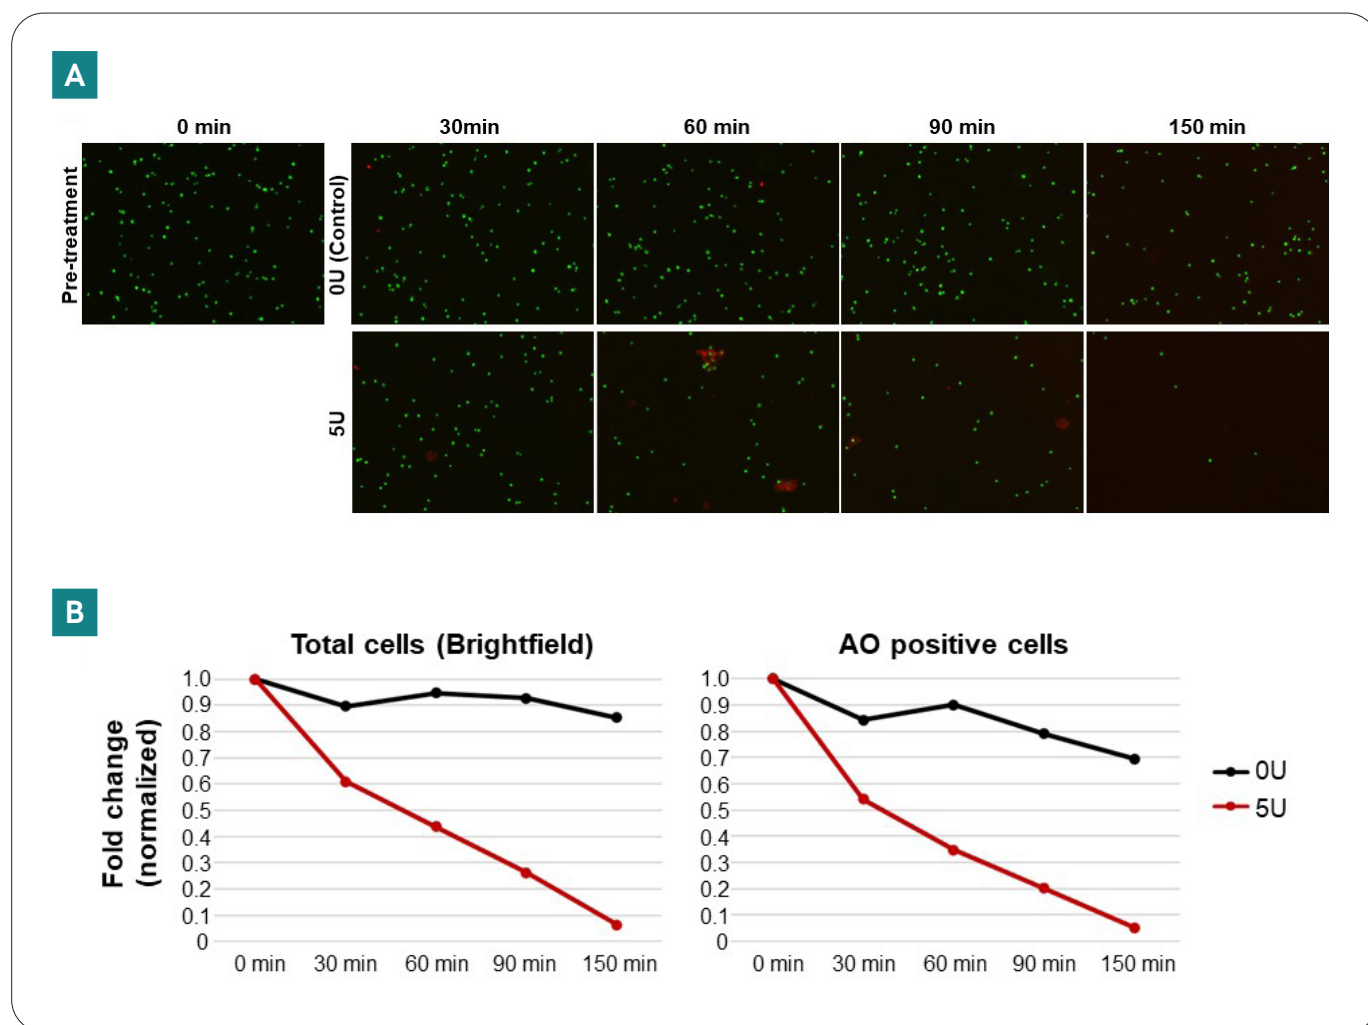 A
0 min
30min
60 min
90 min
150 min
Pre-treatment
0U (Control)
5U
B
Total cells (Brightfield)
AO positive cells
Fold change
(normalized)
1.0
0.9
0.8
0.7
0.6
0.5
0.4
0.3
0.2
0.1
0
0 min
30 min
60 min
90 min
150 min
1.0
0.9
0.8
0.7
0.6
0.5
0.4
0.3
0.2
0.1
0
0 min
30 min
60 min
90 min
150 min
0U
5U